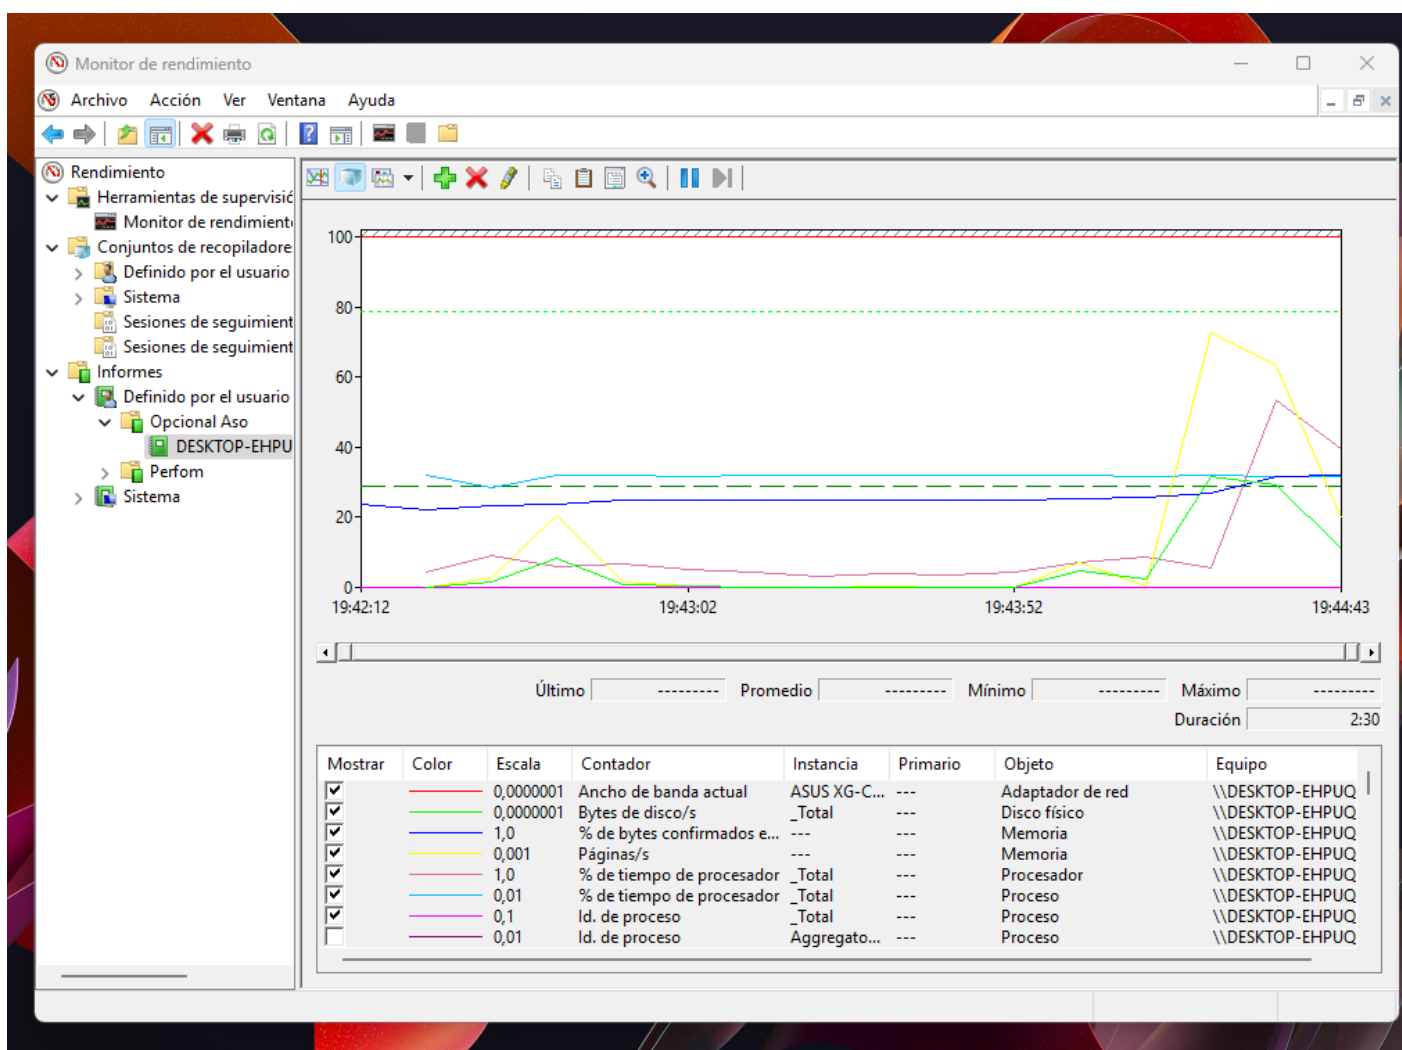 Monitor de rendimiento
Archivo Acción Ver Ventana Ayuda
Rendimiento
Herramientas de supervisió
Monitor de rendimient
Conjuntos de recopiladore
Definido por el usuario
Sistema
Sesiones de seguimient
Sesiones de seguimient
Informes
Definido por el usuario
Opcional Aso
DESKTOP-EHPU
Perfom
Sistema
100
80
60
40
20
0
19:42:12 19:43:02 19:43:52 19:44:43
Último --------- Promedio --------- Mínimo --------- Máximo ---------
Duración 2:30
Mostrar Color Escala Contador Instancia Primario Objeto Equipo
0,0000001 Ancho de banda actual ASUS XG-C... --- Adaptador de red \\DESKTOP-EHPUQ
0,0000001 Bytes de disco/s _Total --- Disco físico \\DESKTOP-EHPUQ
1,0 % de bytes confirmados e... --- --- Memoria \\DESKTOP-EHPUQ
0,001 Páginas/s --- --- Memoria \\DESKTOP-EHPUQ
1,0 % de tiempo de procesador _Total --- Procesador \\DESKTOP-EHPUQ
0,01 % de tiempo de procesador _Total --- Proceso \\DESKTOP-EHPUQ
0,1 Id. de proceso _Total --- Proceso \\DESKTOP-EHPUQ
0,01 Id. de proceso Aggregato... --- Proceso \\DESKTOP-EHPUQ